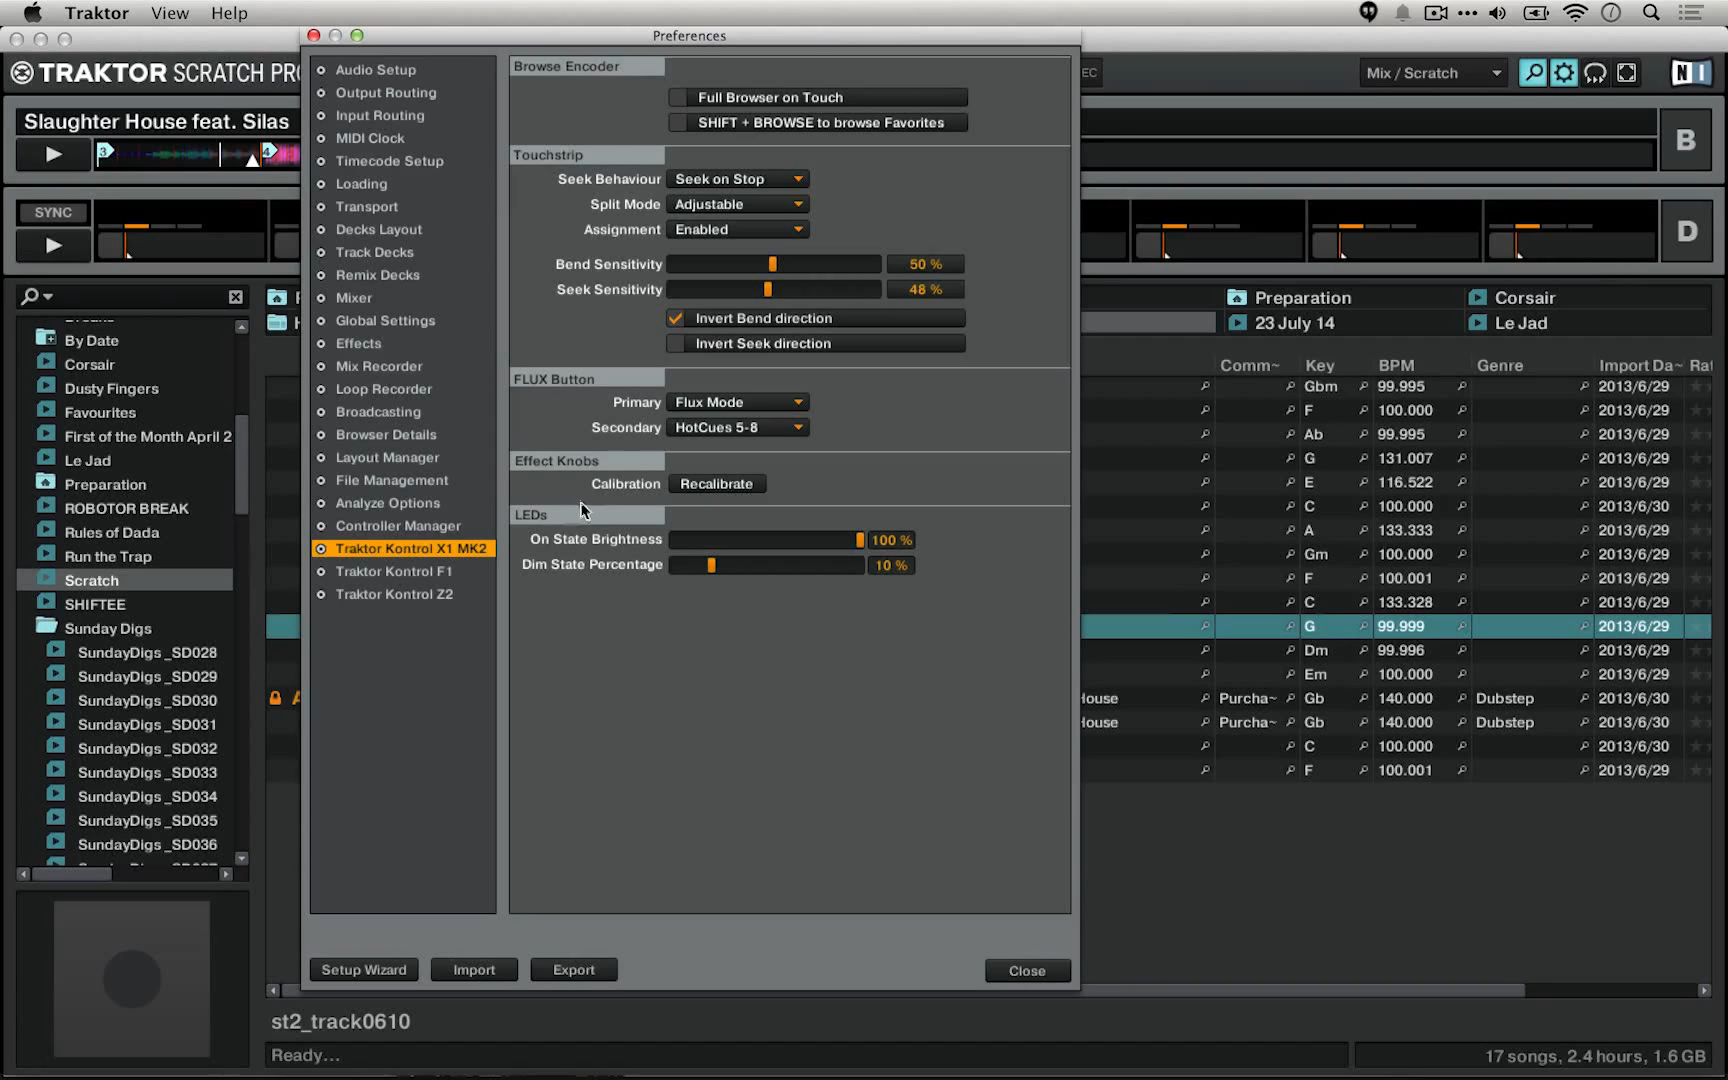 Traktor View Help
TRAKTOR SCRATCH PRO
EC
Mix / Scratch
Slaughter House feat. Silas
3
4
B
SYNC
D
Preferences
Audio Setup
Output Routing
Input Routing
MIDI Clock
Timecode Setup
Loading
Transport
Decks Layout
Track Decks
Remix Decks
Mixer
Global Settings
Effects
Mix Recorder
Loop Recorder
Broadcasting
Browser Details
Layout Manager
File Management
Analyze Options
Controller Manager
Traktor Kontrol X1 MK2
Traktor Kontrol F1
Traktor Kontrol Z2
Browse Encoder
Full Browser on Touch
SHIFT + BROWSE to browse Favorites
Touchstrip
Seek Behaviour Seek on Stop
Split Mode Adjustable
Assignment Enabled
Bend Sensitivity 50 %
Seek Sensitivity 48 %
Invert Bend direction
Invert Seek direction
FLUX Button
Primary Flux Mode
Secondary HotCues 5-8
Effect Knobs
Calibration Recalibrate
LEDs
On State Brightness 100 %
Dim State Percentage 10 %
Setup Wizard Import Export Close
By Date
Corsair
Dusty Fingers
Favourites
First of the Month April 2
Le Jad
Preparation
ROBOTOR BREAK
Rules of Dada
Run the Trap
Scratch
SHIFTEE
Sunday Digs
SundayDigs_SD028
SundayDigs_SD029
SundayDigs_SD030
SundayDigs_SD031
SundayDigs_SD032
SundayDigs_SD033
SundayDigs_SD034
SundayDigs_SD035
SundayDigs_SD036
Preparation Corsair
23 July 14 Le Jad
Comm~ Key BPM Genre Import Da~ Rat
Gbm 99.995 2013/6/29
F 100.000 2013/6/29
Ab 99.995 2013/6/29
G 131.007 2013/6/29
E 116.522 2013/6/29
C 100.000 2013/6/29
A 133.333 2013/6/29
Gm 100.000 2013/6/29
F 100.001 2013/6/29
C 133.328 2013/6/29
G 99.999 2013/6/29
Dm 99.996 2013/6/29
Em 100.000 2013/6/29
House Purcha~ Gb 140.000 Dubstep 2013/6/30
House Purcha~ Gb 140.000 Dubstep 2013/6/30
C 100.000 2013/6/30
F 100.001 2013/6/29
st2_track0610
Ready...
17 songs, 2.4 hours, 1.6 GB